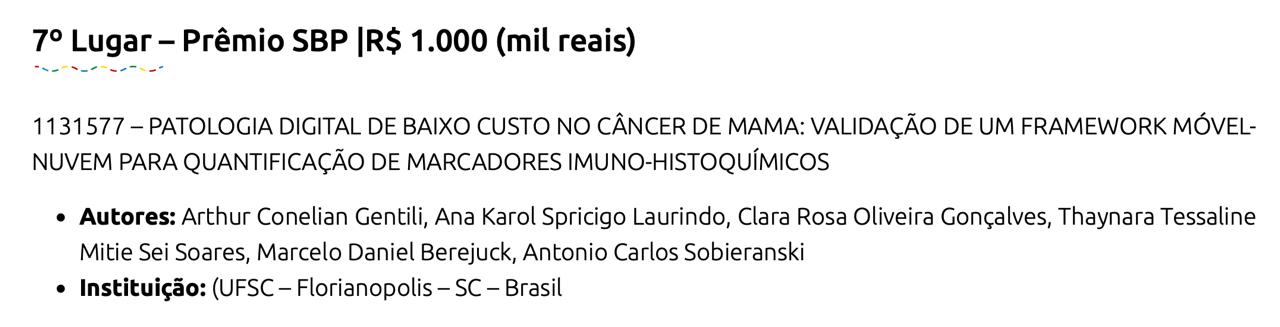 7º Lugar – Prêmio SBP |R$ 1.000 (mil reais)
1131577 – PATOLOGIA DIGITAL DE BAIXO CUSTO NO CÂNCER DE MAMA: VALIDAÇÃO DE UM FRAMEWORK MÓVEL-
NUVEM PARA QUANTIFICAÇÃO DE MARCADORES IMUNO-HISTOQUÍMICOS
• Autores: Arthur Conelian Gentili, Ana Karol Spricigo Laurindo, Clara Rosa Oliveira Gonçalves, Thaynara Tessaline
Mitie Sei Soares, Marcelo Daniel Berejuck, Antonio Carlos Sobieranski
• Instituição: (UFSC – Florianopolis – SC – Brasil